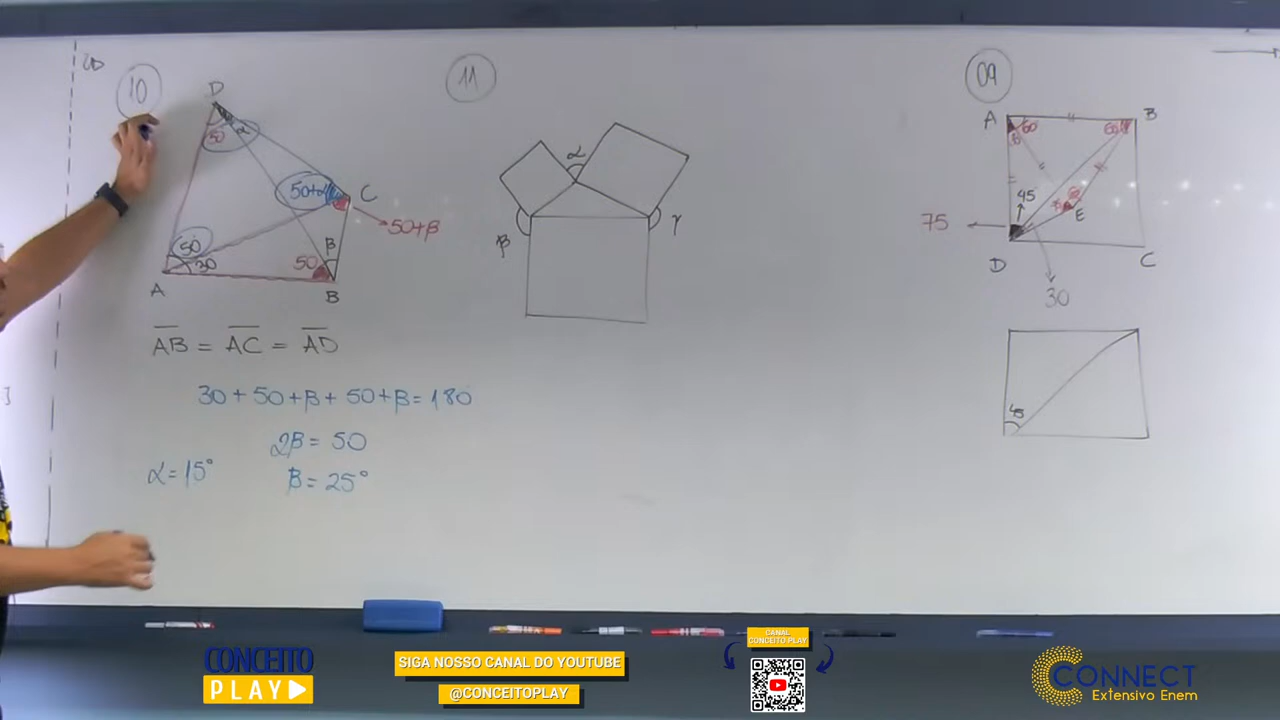 10
D
50
α
50+α
C
50+β
50
30
50
β
A
B
AB = AC = AD
30 + 50 + β + 50 + β = 180
2β = 50
α = 15°
β = 25°
11
α
β
γ
09
A
60
B
60
45
E
75
D
C
30
45
CONCEITO
PLAY
SIGA NOSSO CANAL DO YOUTUBE
@CONCEITOPLAY
CANAL
CONCEITO PLAY
CONNECT
Extensivo Enem